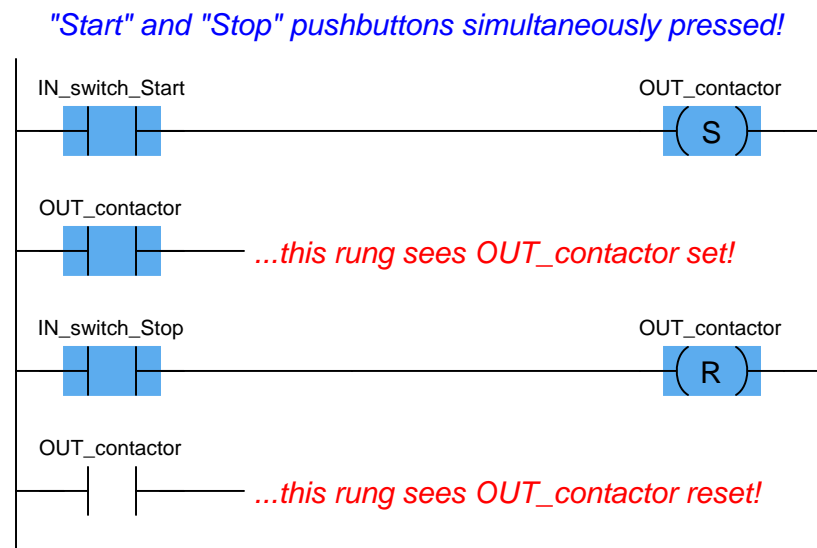 "Start" and "Stop" pushbuttons simultaneously pressed!
IN_switch_Start OUT_contactor
S
OUT_contactor
...this rung sees OUT_contactor set!
IN_switch_Stop OUT_contactor
R
OUT_contactor
...this rung sees OUT_contactor reset!